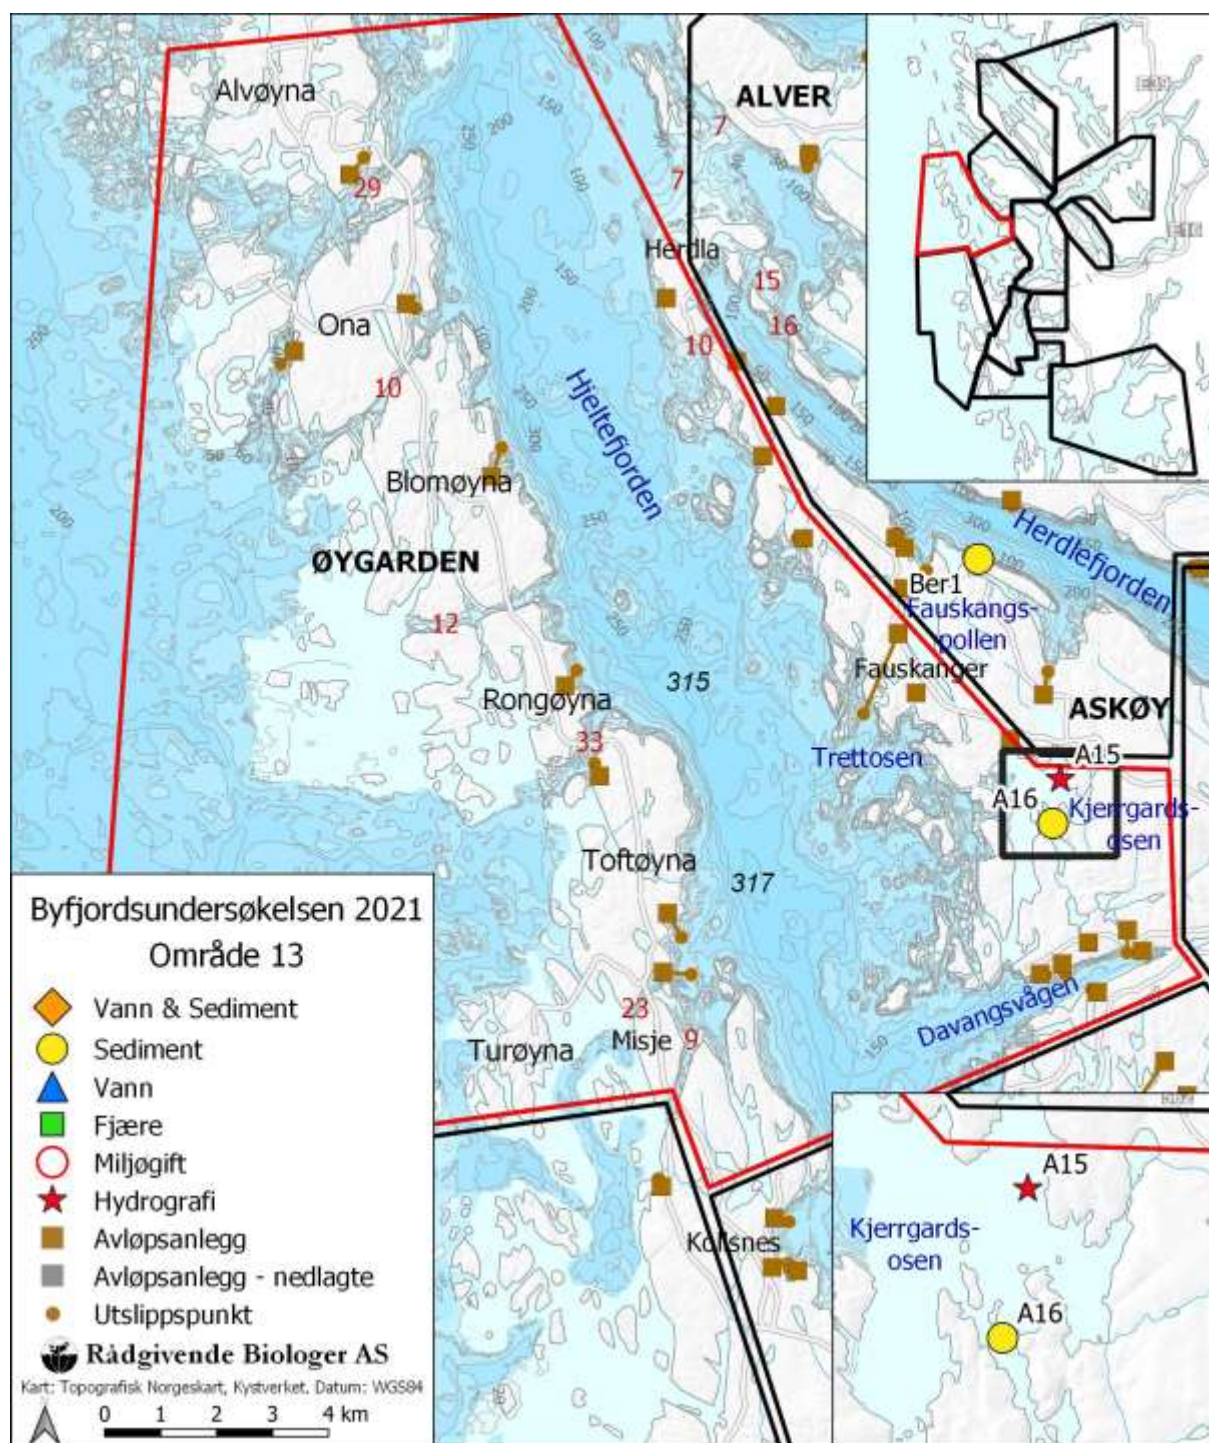 Alvøyna
29
Ona
10
Blomøyna
ØYGARDEN
12
Rongøyna
33
Toftøyna
23
Misje
9
Turøyna
Kollsnes
ALVER
7
7
Herdla
15
16
10
Hjeltefjorden
Herdlefjorden
Ber1
Fauskangs-
pollen
Fauskanger
315
ASKØY
Trettosen
A15
A16
Kjerrgards-
osen
317
Davangsvågen
Byfjordsundersøkelsen 2021
Område 13
Vann & Sediment
Sediment
Vann
Fjære
Miljøgift
Hydrografi
Avløpsanlegg
Avløpsanlegg - nedlagte
Utslippspunkt
Rådgivende Biologer AS
Kart: Topografisk Norgeskart, Kystverket. Datum: WGS84
0 1 2 3 4 km
A15
Kjerrgards-
osen
A16